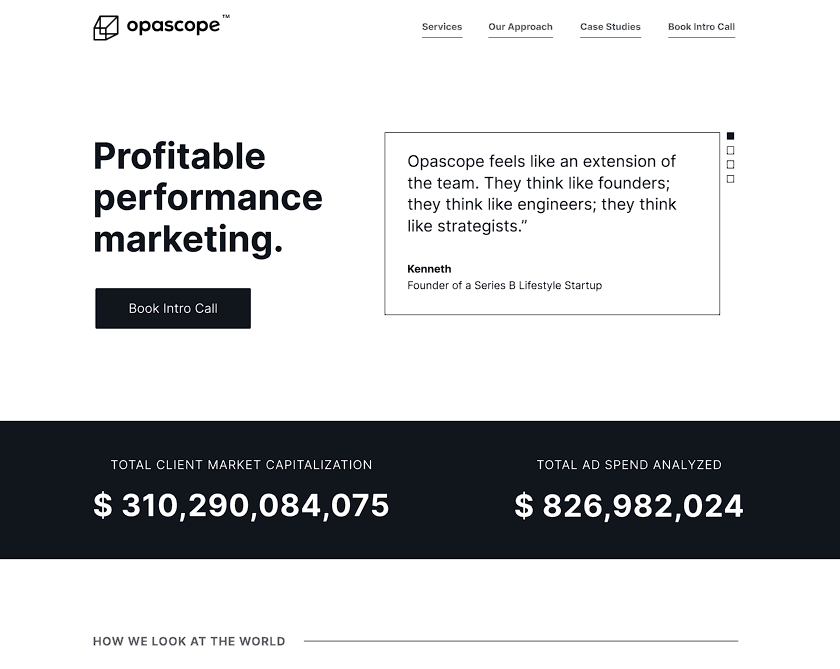 opascope™
Services
Our Approach
Case Studies
Book Intro Call
Profitable
performance
marketing.
Book Intro Call
Opascope feels like an extension of
the team. They think like founders;
they think like engineers; they think
like strategists.”
Kenneth
Founder of a Series B Lifestyle Startup
TOTAL CLIENT MARKET CAPITALIZATION
$ 310,290,084,075
TOTAL AD SPEND ANALYZED
$ 826,982,024
HOW WE LOOK AT THE WORLD